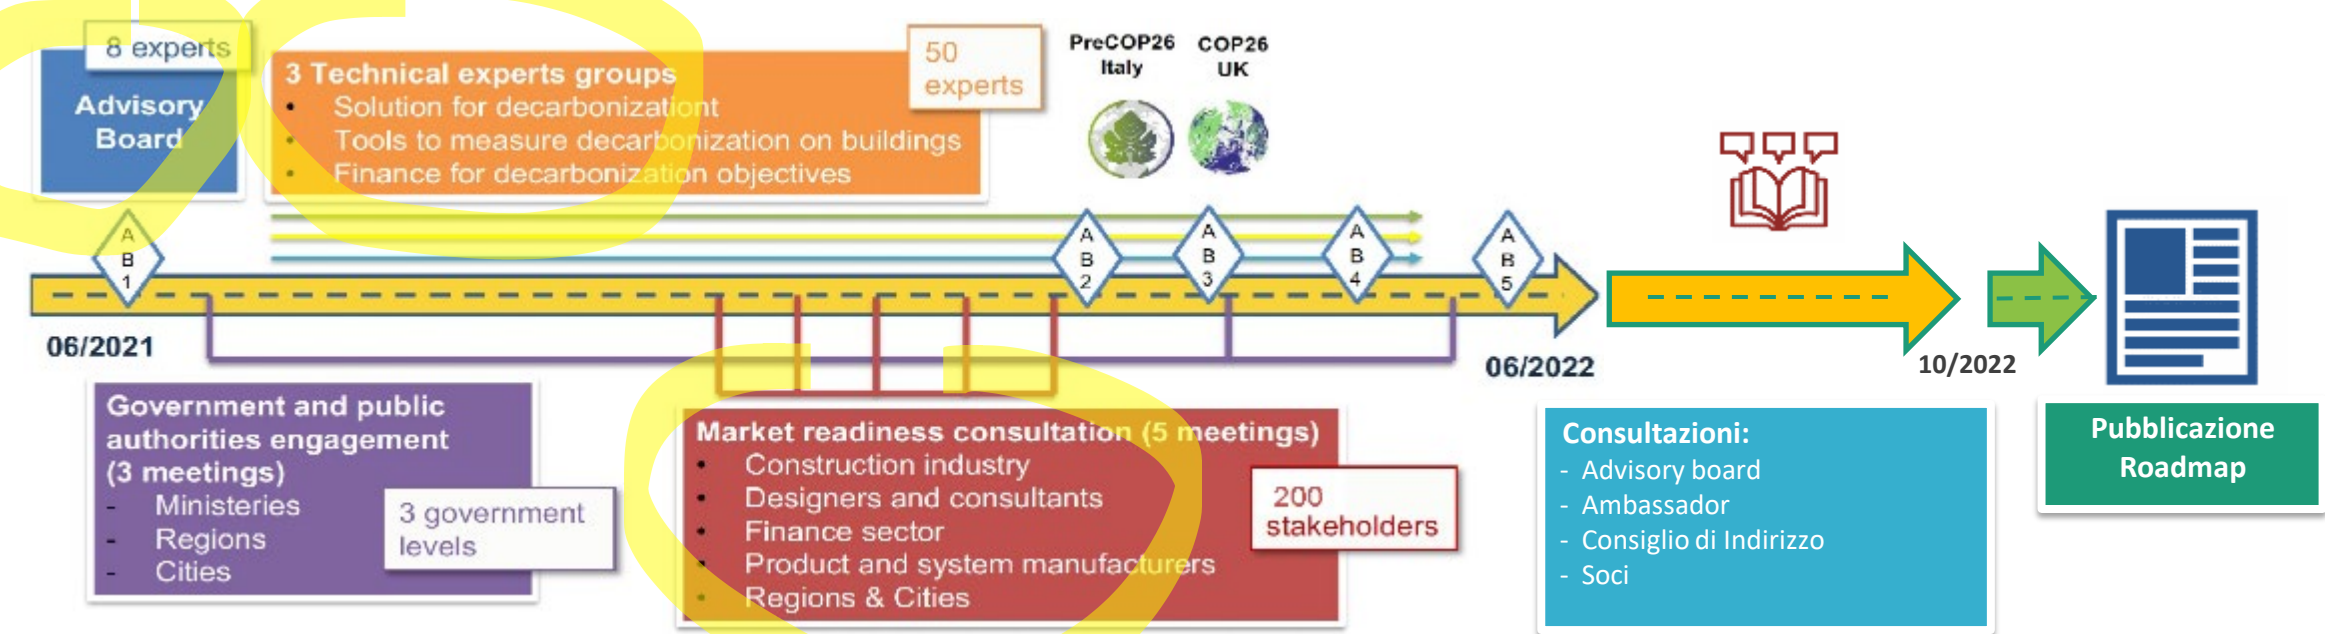 8 experts
Advisory
Board
3 Technical experts groups
• Solution for decarbonizationt
• Tools to measure decarbonization on buildings
• Finance for decarbonization objectives
50
experts
PreCOP26
Italy
COP26
UK
A
B
1
A
B
2
A
B
3
A
B
4
A
B
5
06/2021
06/2022
10/2022
Government and public
authorities engagement
(3 meetings)
- Ministeries
- Regions
- Cities
3 government
levels
Market readiness consultation (5 meetings)
• Construction industry
• Designers and consultants
• Finance sector
• Product and system manufacturers
• Regions & Cities
200
stakeholders
Consultazioni:
- Advisory board
- Ambassador
- Consiglio di Indirizzo
- Soci
Pubblicazione
Roadmap